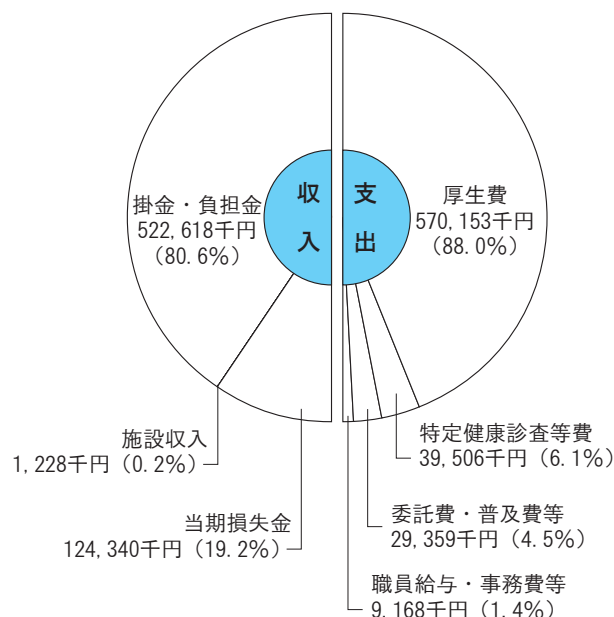 収入
支出
掛金・負担金
522,618千円
(80.6%)
厚生費
570,153千円
(88.0%)
施設収入
1,228千円(0.2%)
当期損失金
124,340千円(19.2%)
特定健康診査等費
39,506千円(6.1%)
委託費・普及費等
29,359千円(4.5%)
職員給与・事務費等
9,168千円(1.4%)